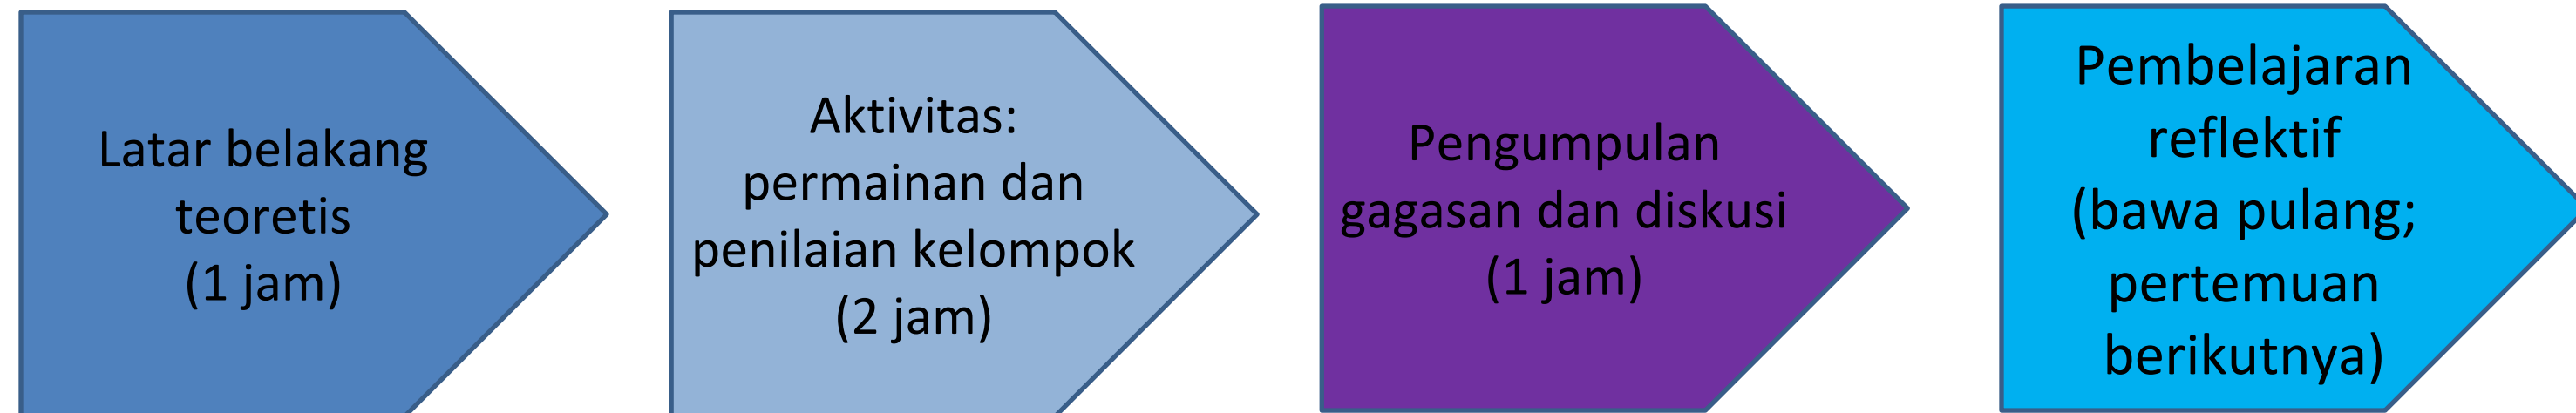 Latar belakang
teoretis
(1 jam)
Aktivitas:
permainan dan
penilaian kelompok
(2 jam)
Pengumpulan
gagasan dan diskusi
(1 jam)
Pembelajaran
reflektif
(bawa pulang;
pertemuan
berikutnya)